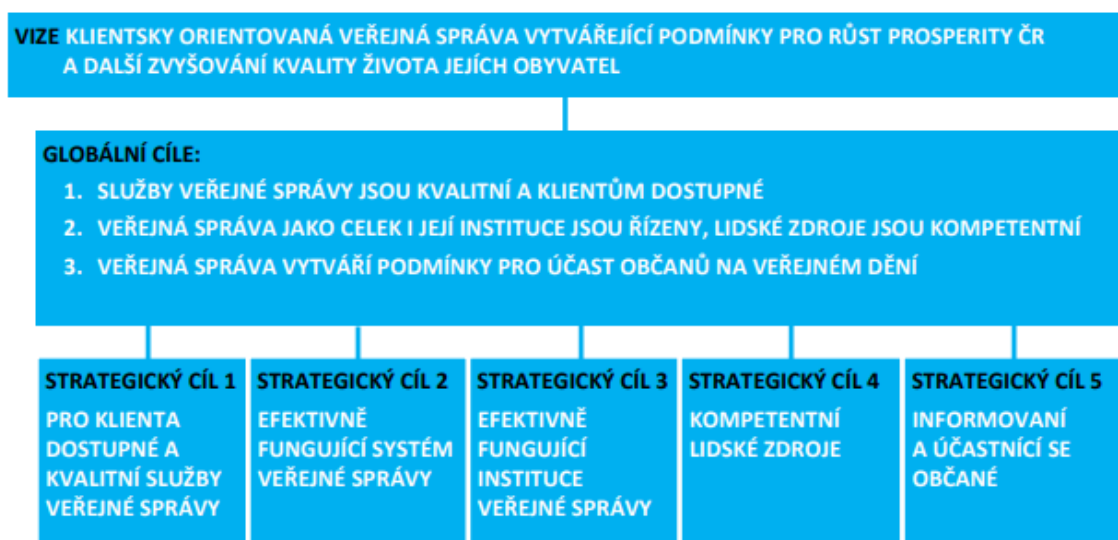 VIZE KLIENTSKY ORIENTOVANÁ VEŘEJNÁ SPRÁVA VYTVÁŘEJÍCÍ PODMÍNKY PRO RŮST PROSPERITY ČR
A DALŠÍ ZVYŠOVÁNÍ KVALITY ŽIVOTA JEJÍCH OBYVATEL
GLOBÁLNÍ CÍLE:
1. SLUŽBY VEŘEJNÉ SPRÁVY JSOU KVALITNÍ A KLIENTŮM DOSTUPNÉ
2. VEŘEJNÁ SPRÁVA JAKO CELEK I JEJÍ INSTITUCE JSOU ŘÍZENY, LIDSKÉ ZDROJE JSOU KOMPETENTNÍ
3. VEŘEJNÁ SPRÁVA VYTVÁŘÍ PODMÍNKY PRO ÚČAST OBČANŮ NA VEŘEJNÉM DĚNÍ
STRATEGICKÝ CÍL 1
PRO KLIENTA
DOSTUPNÉ A
KVALITNÍ SLUŽBY
VEŘEJNÉ SPRÁVY
STRATEGICKÝ CÍL 2
EFEKTIVNĚ
FUNGUJÍCÍ SYSTÉM
VEŘEJNÉ SPRÁVY
STRATEGICKÝ CÍL 3
EFEKTIVNĚ
FUNGUJÍCÍ
INSTITUCE
VEŘEJNÉ SPRÁVY
STRATEGICKÝ CÍL 4
KOMPETENTNÍ
LIDSKÉ ZDROJE
STRATEGICKÝ CÍL 5
INFORMOVANÍ
A ÚČASTNÍCÍ SE
OBČANÉ